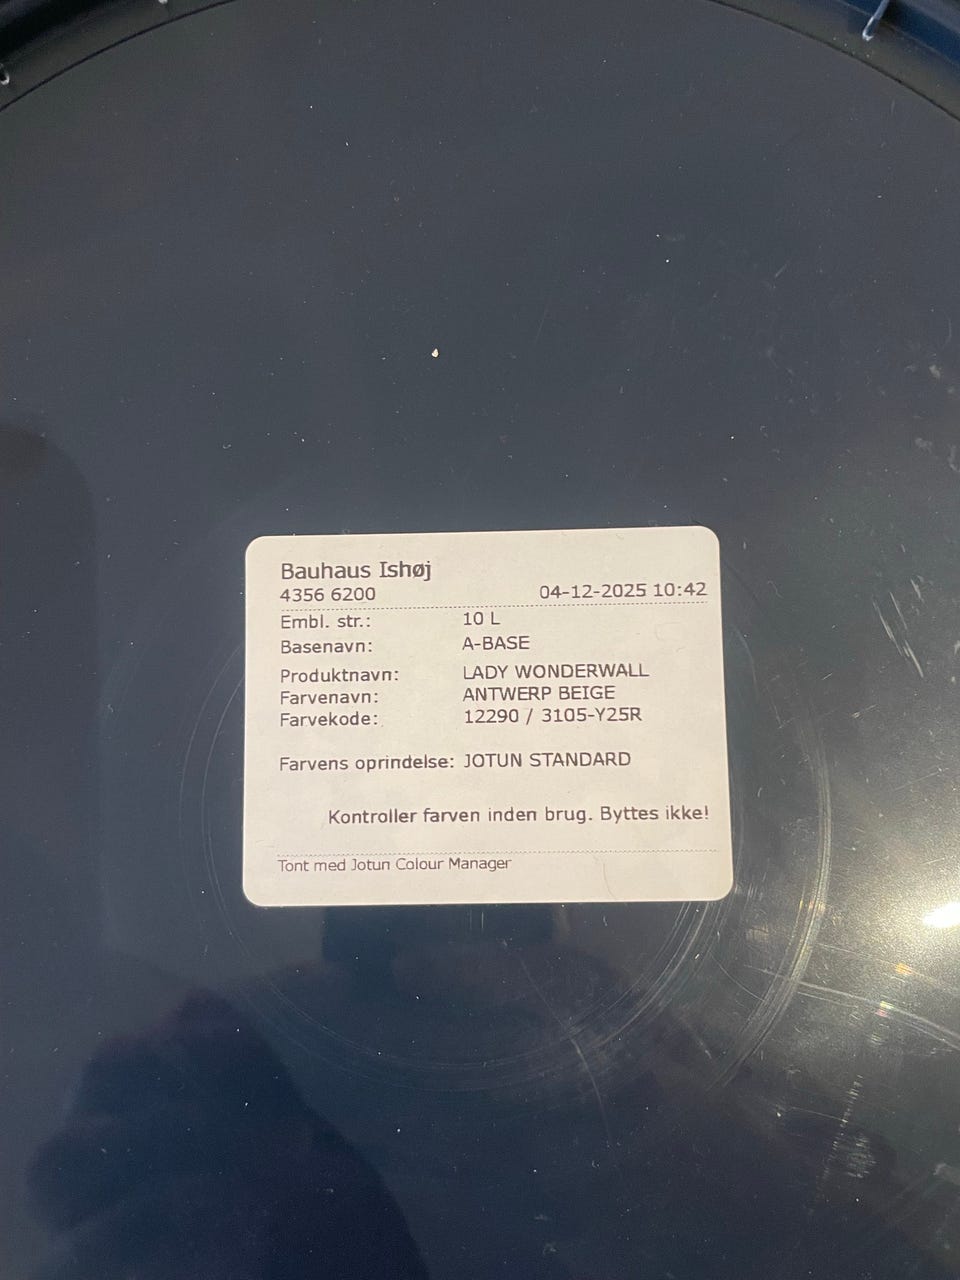 Bauhaus Ishøj
4356 6200 04-12-2025 10:42
Embl. str.: 10 L
Basenavn: A-BASE
Produktnavn: LADY WONDERWALL
Farvenavn: ANTWERP BEIGE
Farvekode: 12290 / 3105-Y25R
Farvens oprindelse: JOTUN STANDARD
Kontroller farven inden brug. Byttes ikke!
Tont med Jotun Colour Manager